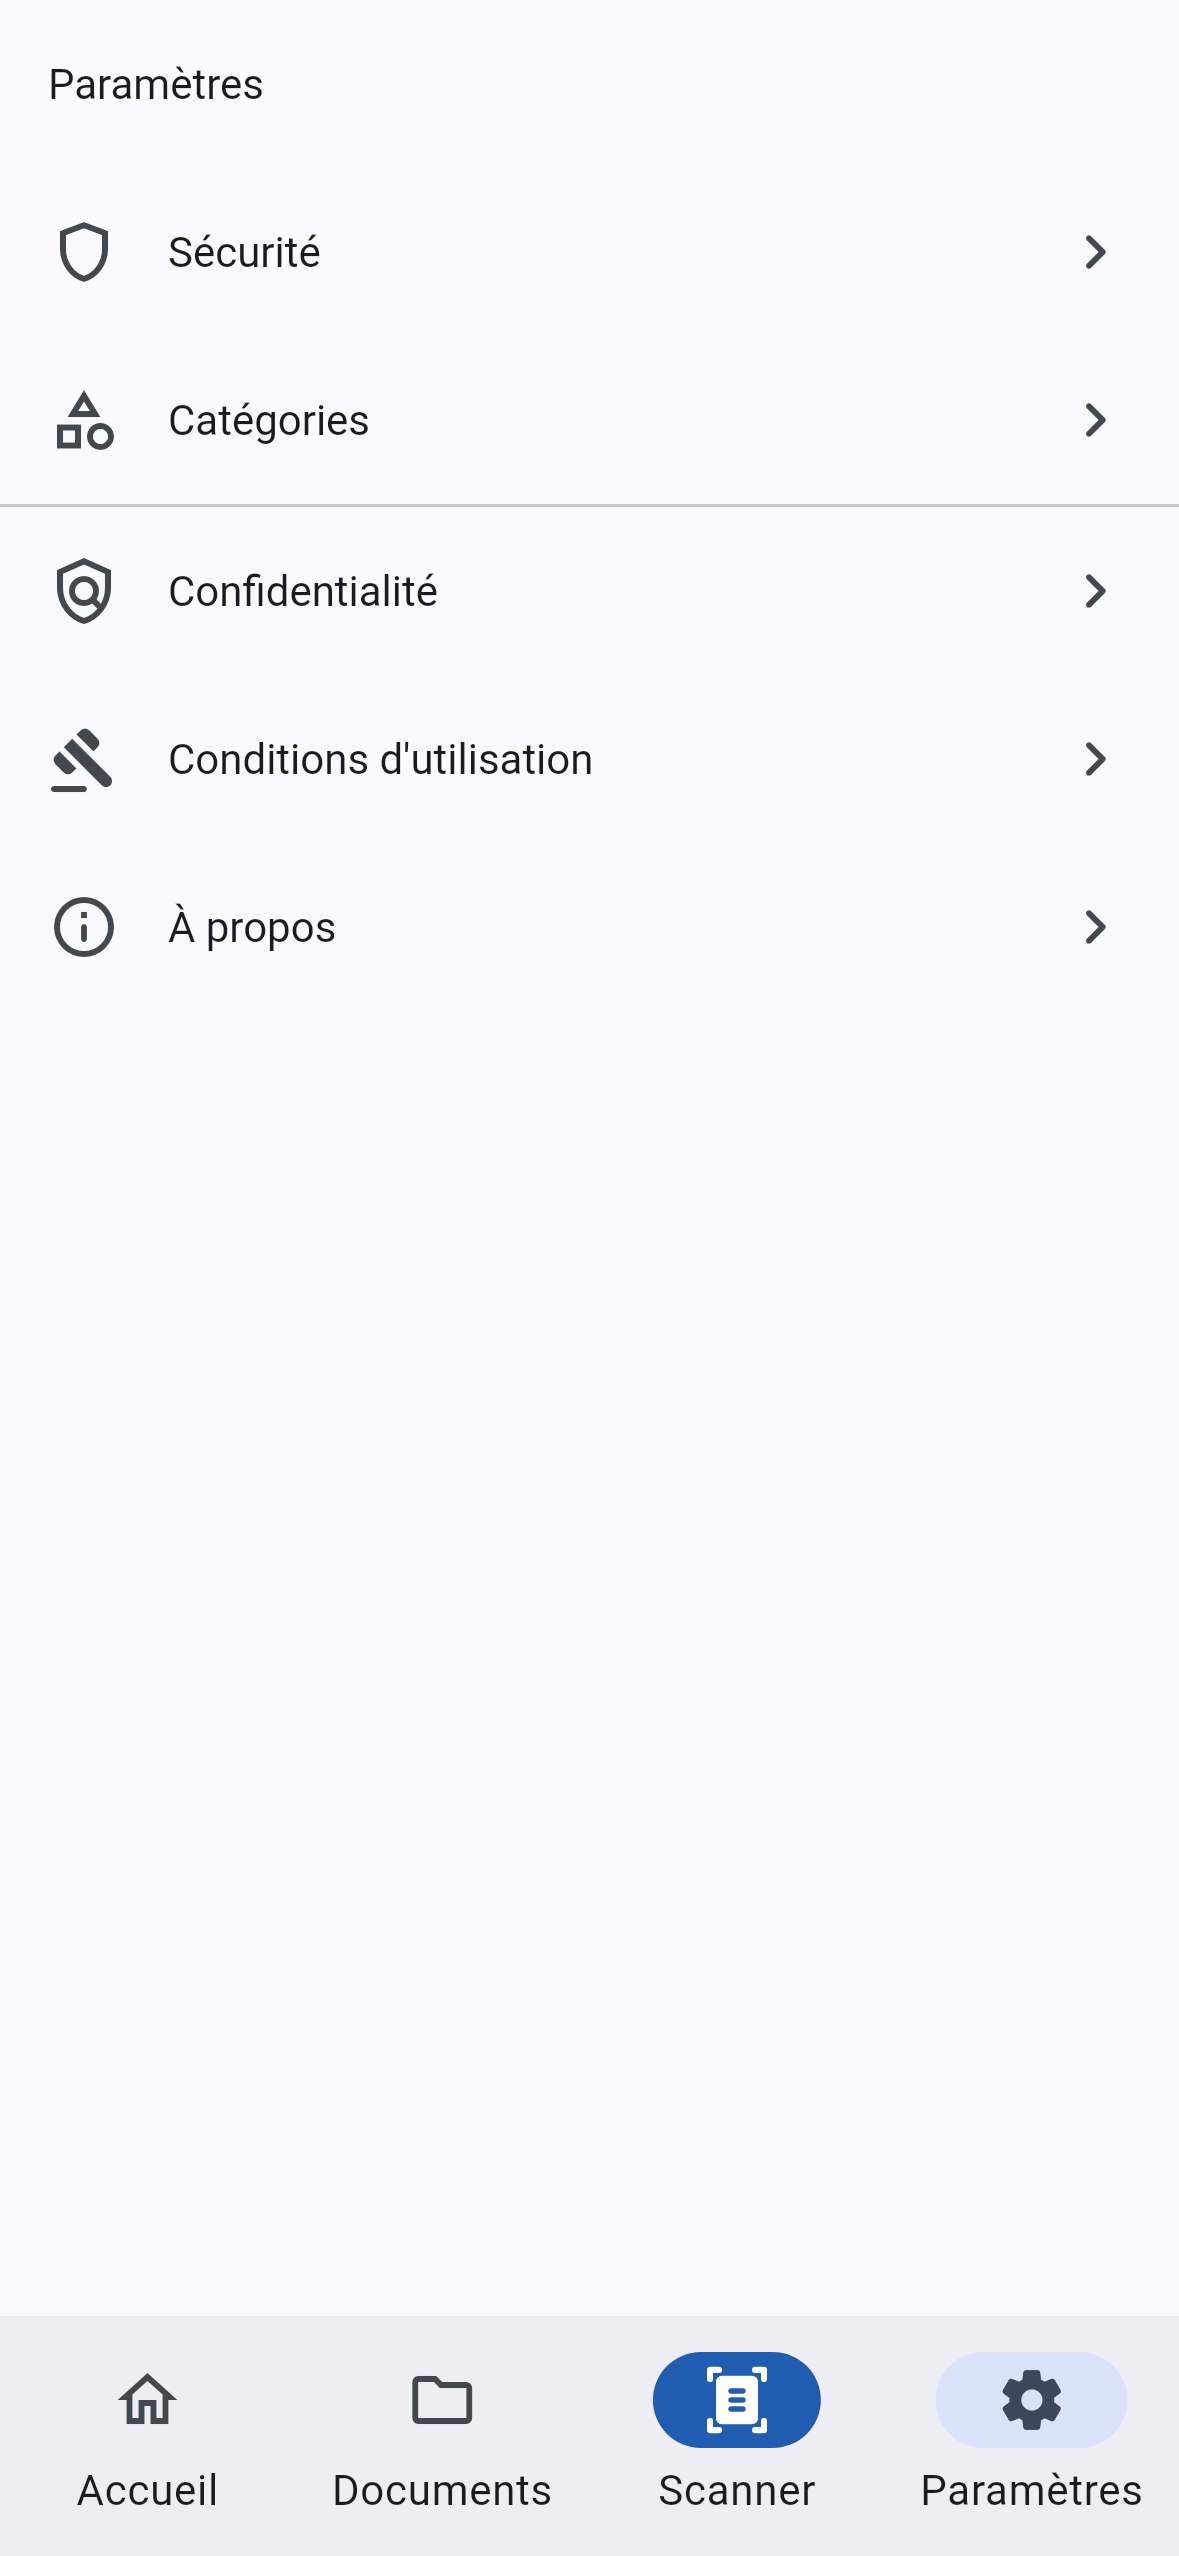 Paramètres
Sécurité
Catégories
Confidentialité
Conditions d'utilisation
À propos
Accueil
Documents
Scanner
Paramètres